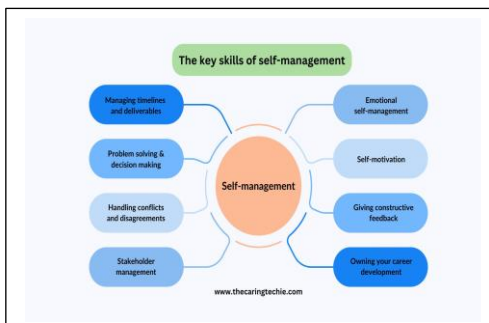 The key skills of self-management
Managing timelines
and deliverables
Problem solving &
decision making
Handling conflicts
and disagreements
Stakeholder
management
Self-management
Emotional
self-management
Self-motivation
Giving constructive
feedback
Owning your career
development
www.thecaringtechie.com